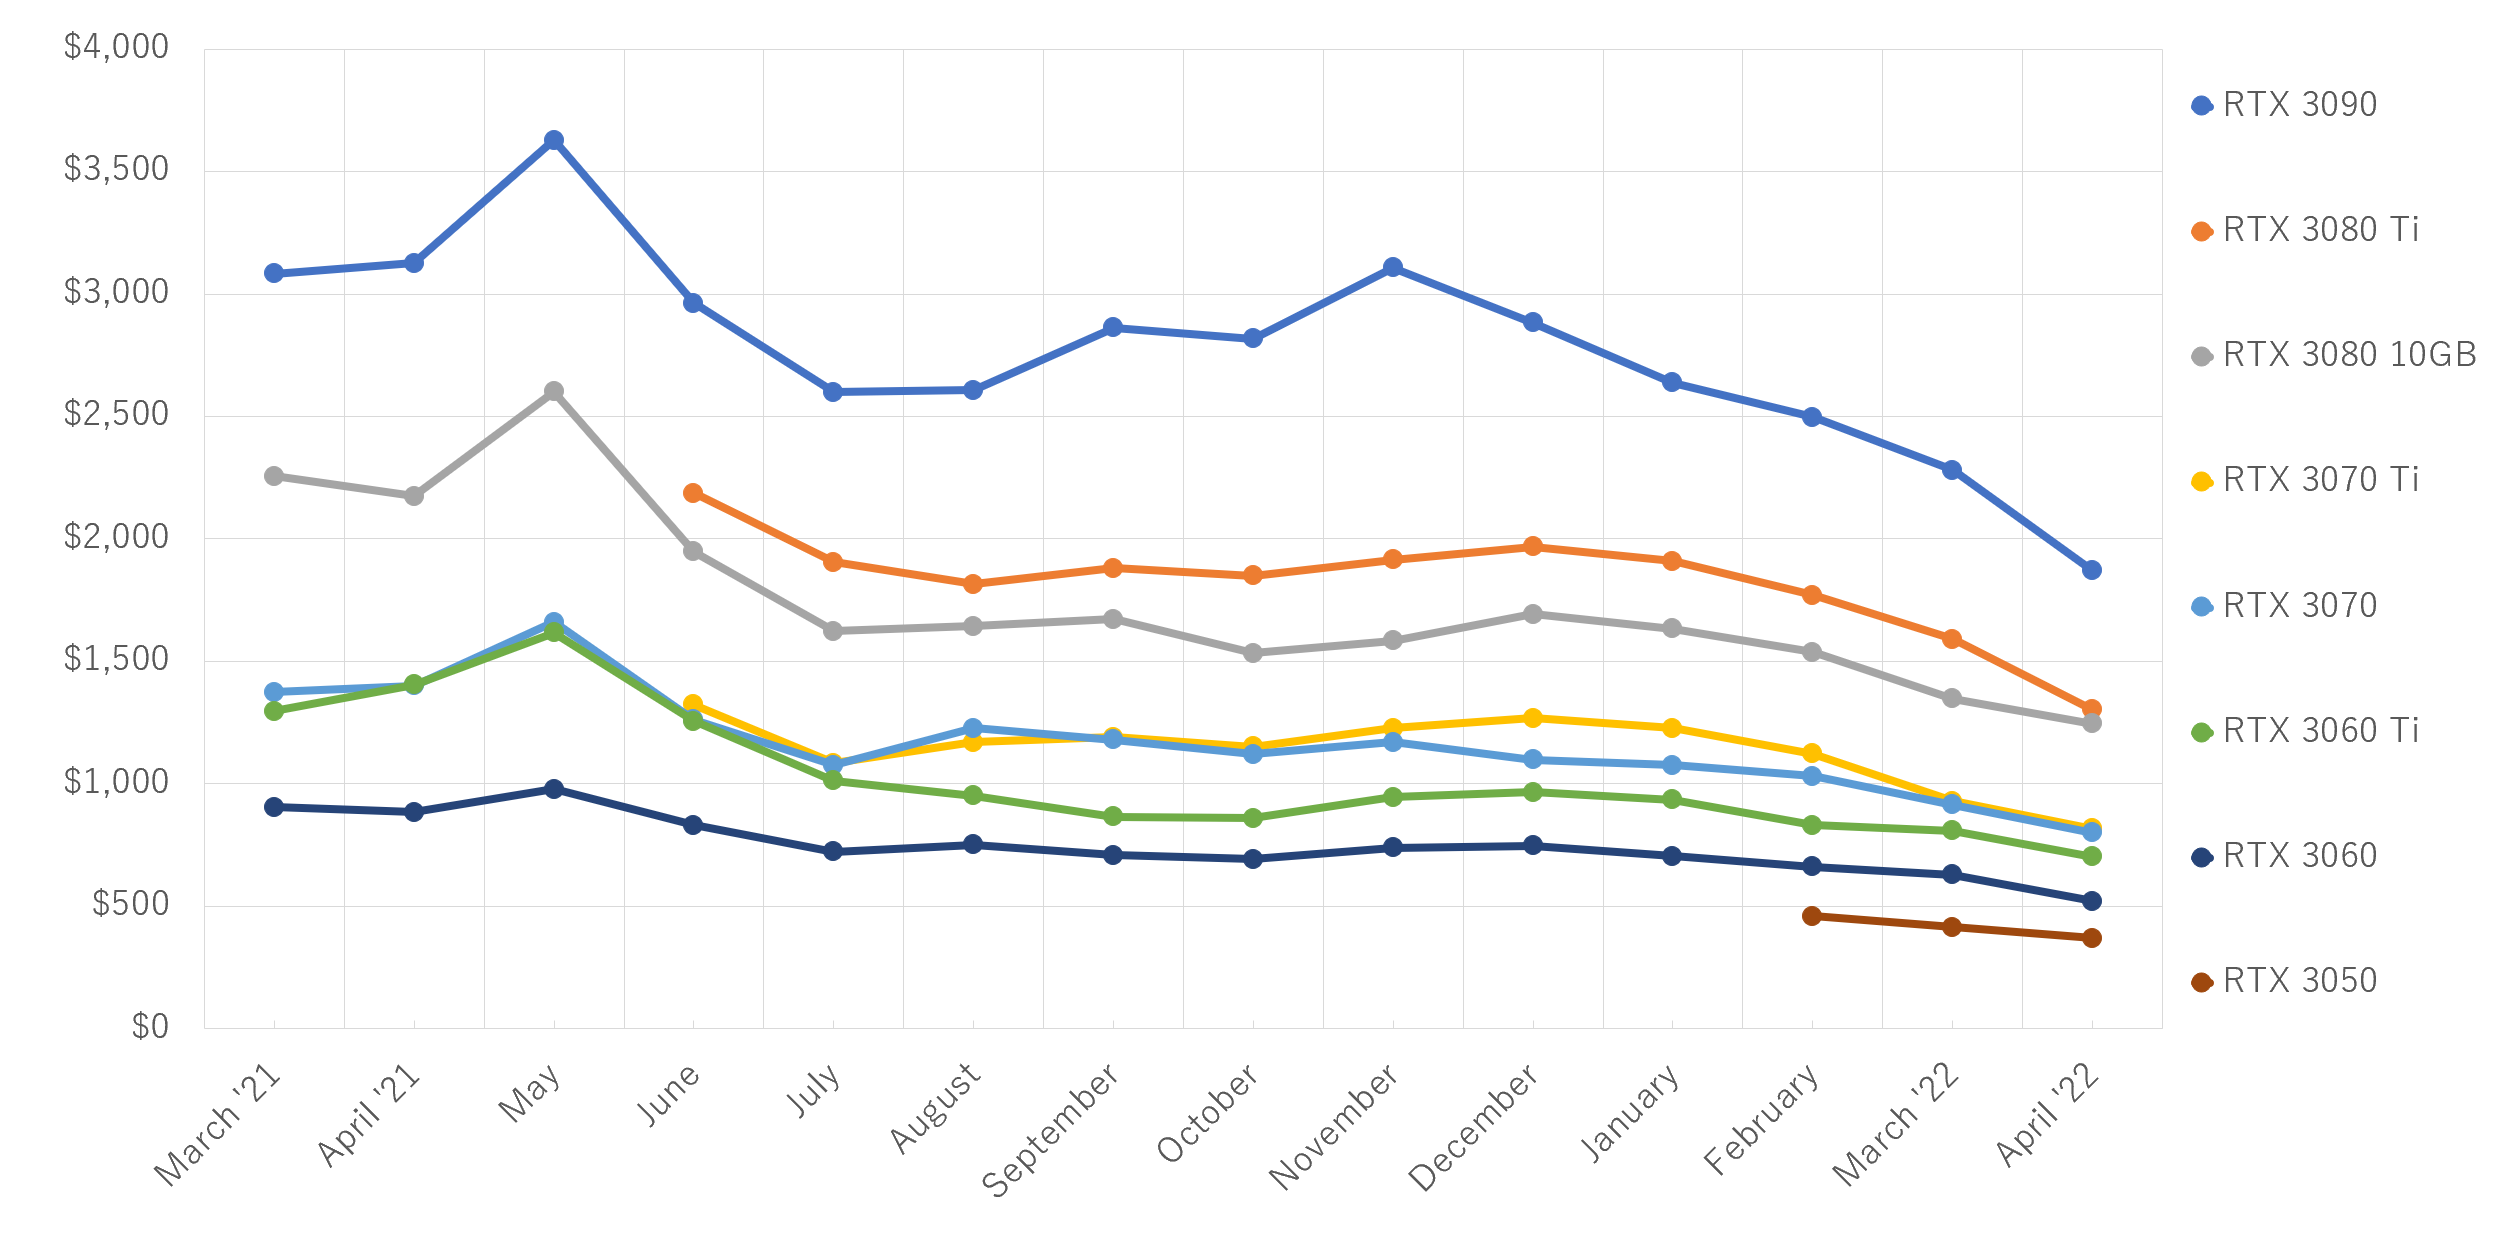 $4,000
$3,500
$3,000
$2,500
$2,000
$1,500
$1,000
$500
$0
March '21
April '21
May
June
July
August
September
October
November
December
January
February
March '22
April '22
RTX 3090
RTX 3080 Ti
RTX 3080 10GB
RTX 3070 Ti
RTX 3070
RTX 3060 Ti
RTX 3060
RTX 3050